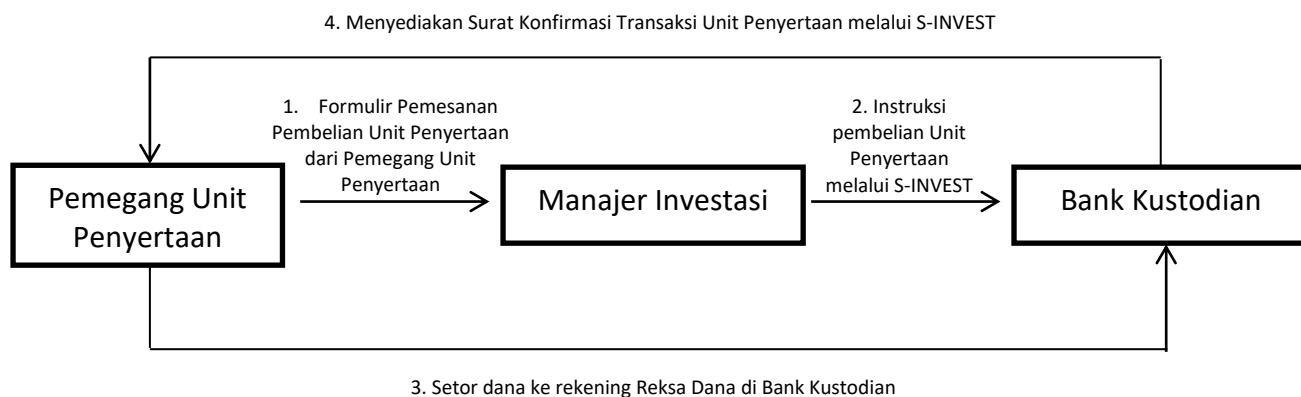 4. Menyediakan Surat Konfirmasi Transaksi Unit Penyertaan melalui S-INVEST
1. Formulir Pemesanan
Pembelian Unit Penyertaan
dari Pemegang Unit
Penyertaan
2. Instruksi
pembelian Unit
Penyertaan
melalui S-INVEST
Pemegang Unit
Penyertaan
Manajer Investasi
Bank Kustodian
3. Setor dana ke rekening Reksa Dana di Bank Kustodian